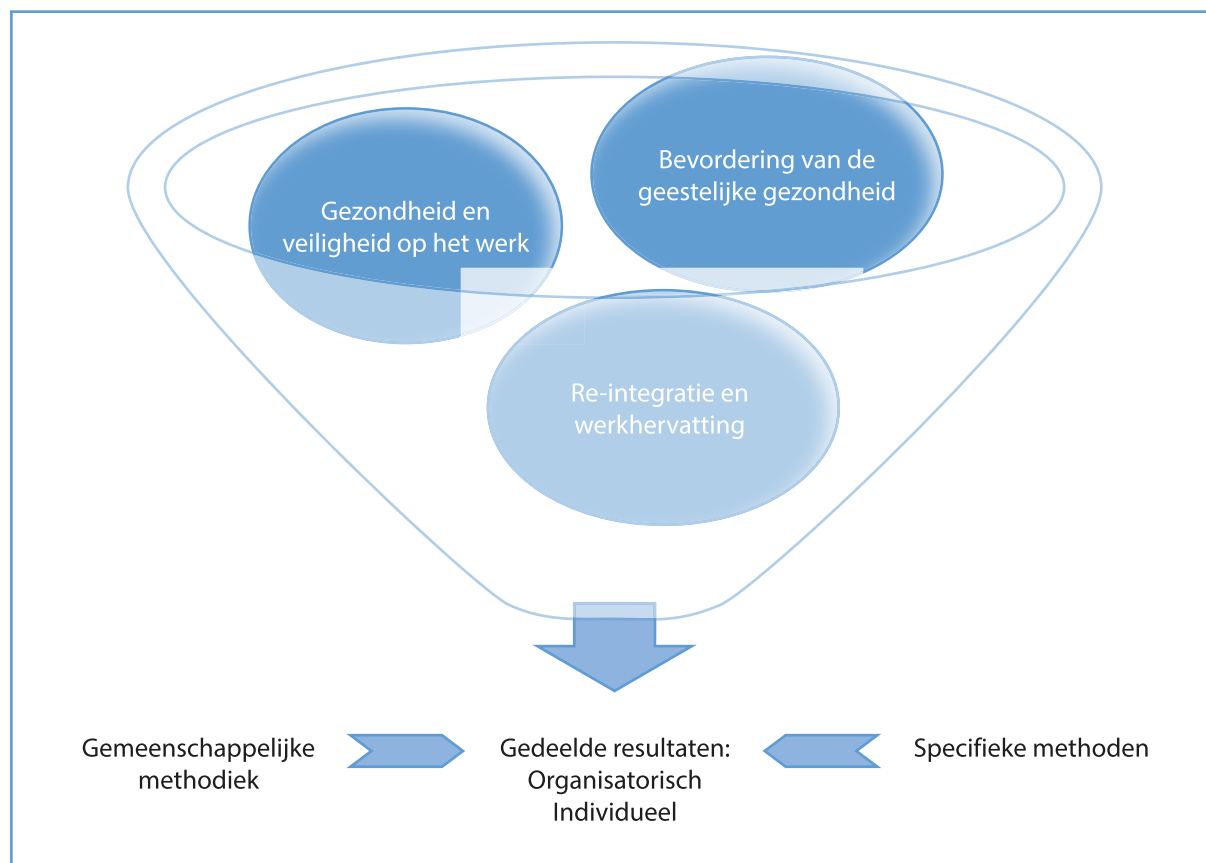 Bevordering van de
geestelijke gezondheid
Gezondheid en
veiligheid op het werk
Re-integratie en
werkhervatting
Gemeenschappelijke
methodiek
Gedeelde resultaten:
Organisatorisch
Individueel
Specifieke methoden